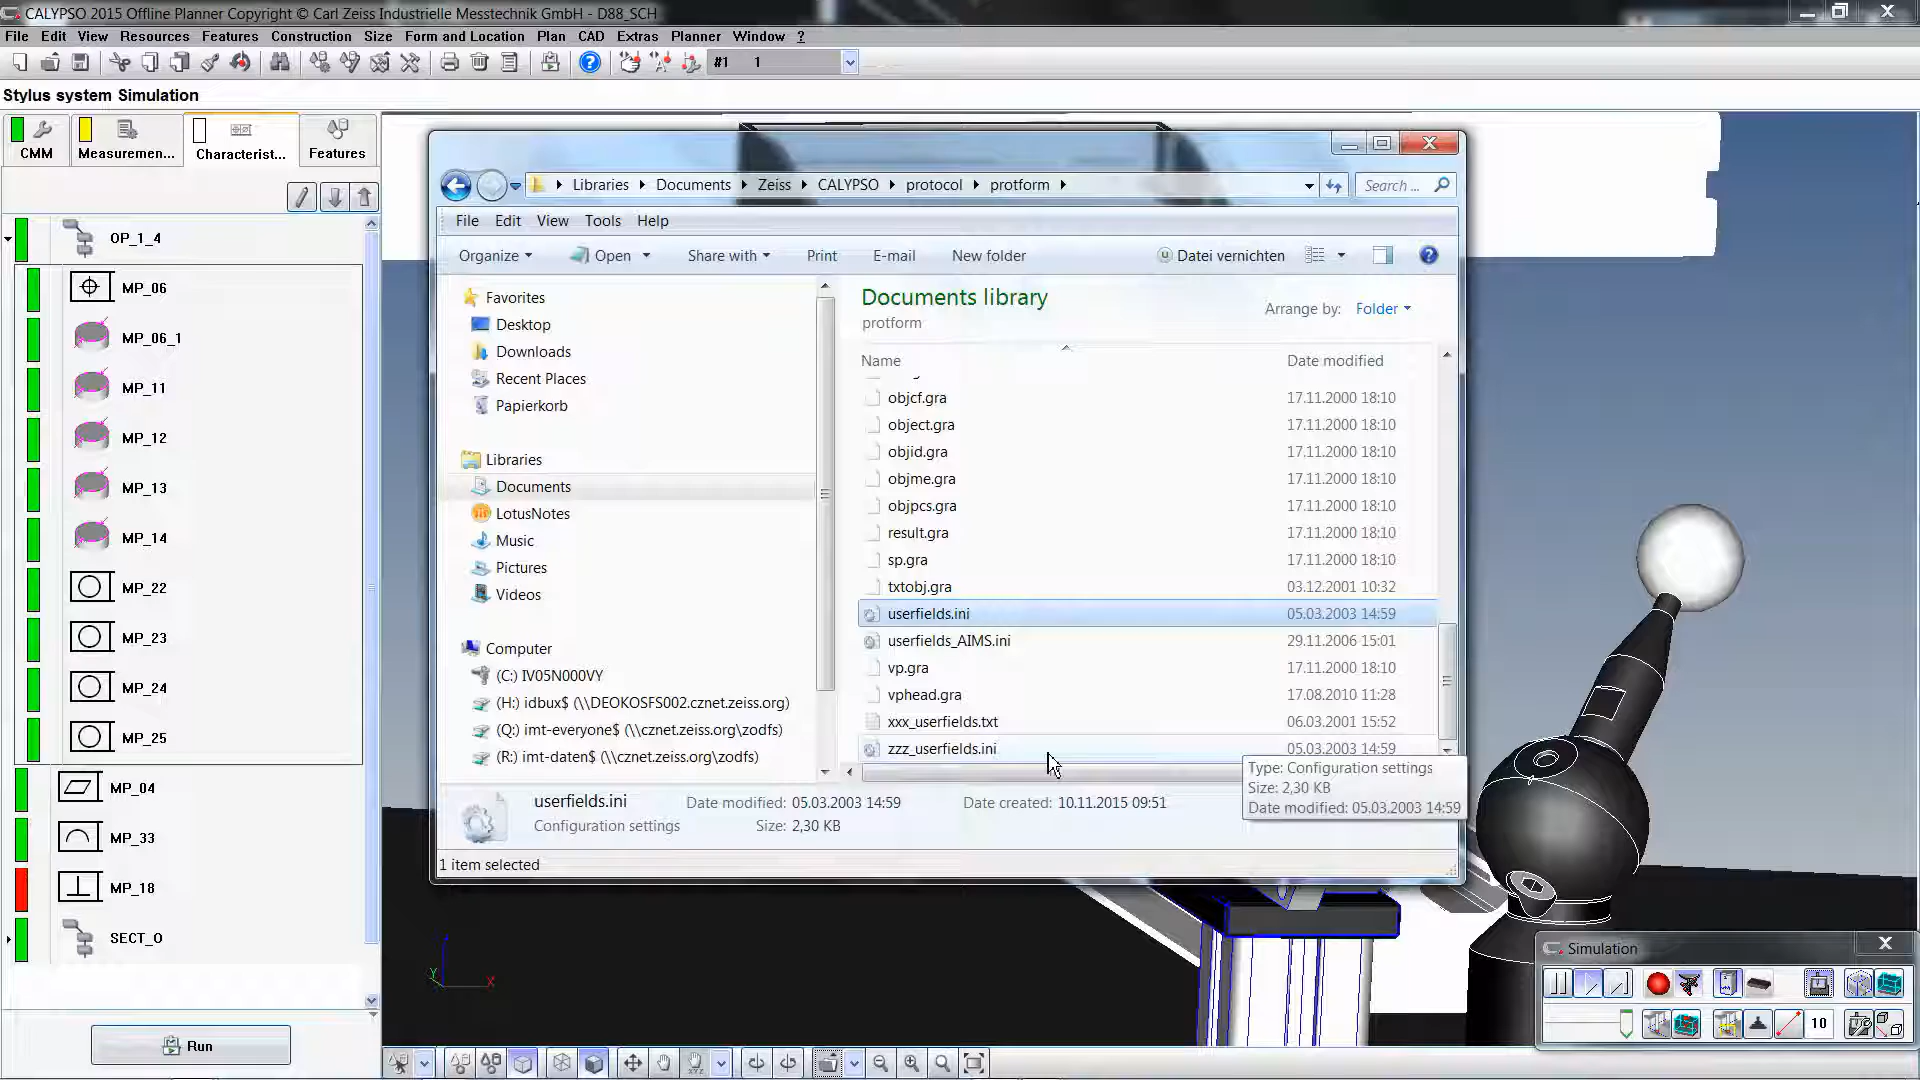 CALYPSO 2015 Offline Planner Copyright © Carl Zeiss Industrielle Messtechnik GmbH - D88_SCH
File Edit View Resources Features Construction Size Form and Location Plan CAD Extras Planner Window ?
#1 1
Stylus system Simulation
CMM
Measuremen...
Characterist...
Features
OP_1_4
MP_06
MP_06_1
MP_11
MP_12
MP_13
MP_14
MP_22
MP_23
MP_24
MP_25
MP_04
MP_33
MP_18
SECT_O
Run
Libraries Documents Zeiss CALYPSO protocol protform
Search ...
File Edit View Tools Help
Organize Open Share with Print E-mail New folder Datei vernichten
Favorites
Desktop
Downloads
Recent Places
Papierkorb
Libraries
Documents
LotusNotes
Music
Pictures
Videos
Computer
(C:) IV05N000VY
(H:) idbux$ (\\DEOKOSFS002.cznet.zeiss.org)
(Q:) imt-everyone$ (\\cznet.zeiss.org\zodfs)
(R:) imt-daten$ (\\cznet.zeiss.org\zodfs)
Documents library
protform
Arrange by: Folder
Name Date modified
objcf.gra 17.11.2000 18:10
object.gra 17.11.2000 18:10
objid.gra 17.11.2000 18:10
objme.gra 17.11.2000 18:10
objpcs.gra 17.11.2000 18:10
result.gra 17.11.2000 18:10
sp.gra 17.11.2000 18:10
txtobj.gra 03.12.2001 10:32
userfields.ini 05.03.2003 14:59
userfields_AIMS.ini 29.11.2006 15:01
vp.gra 17.11.2000 18:10
vphead.gra 17.08.2010 11:28
xxx_userfields.txt 06.03.2001 15:52
zzz_userfields.ini 05.03.2003 14:59
Type: Configuration settings
Size: 2,30 KB
Date modified: 05.03.2003 14:59
userfields.ini Date modified: 05.03.2003 14:59 Date created: 10.11.2015 09:51
Configuration settings Size: 2,30 KB
1 item selected
Y X
Simulation
10